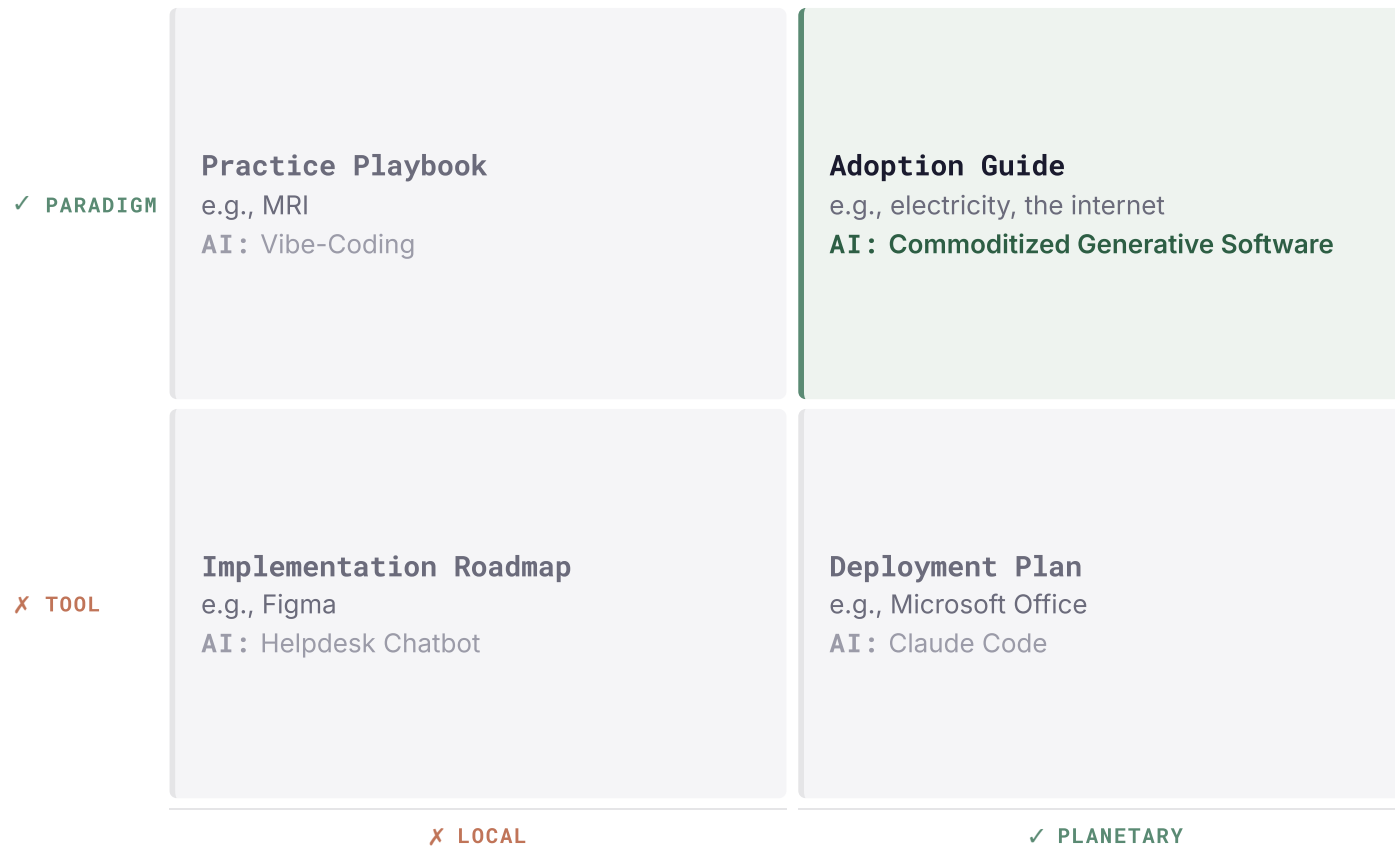 ✓ PARADIGM
Practice Playbook
e.g., MRI
AI: Vibe-Coding
Adoption Guide
e.g., electricity, the internet
AI: Commoditized Generative Software
✗ TOOL
Implementation Roadmap
e.g., Figma
AI: Helpdesk Chatbot
Deployment Plan
e.g., Microsoft Office
AI: Claude Code
✗ LOCAL
✓ PLANETARY